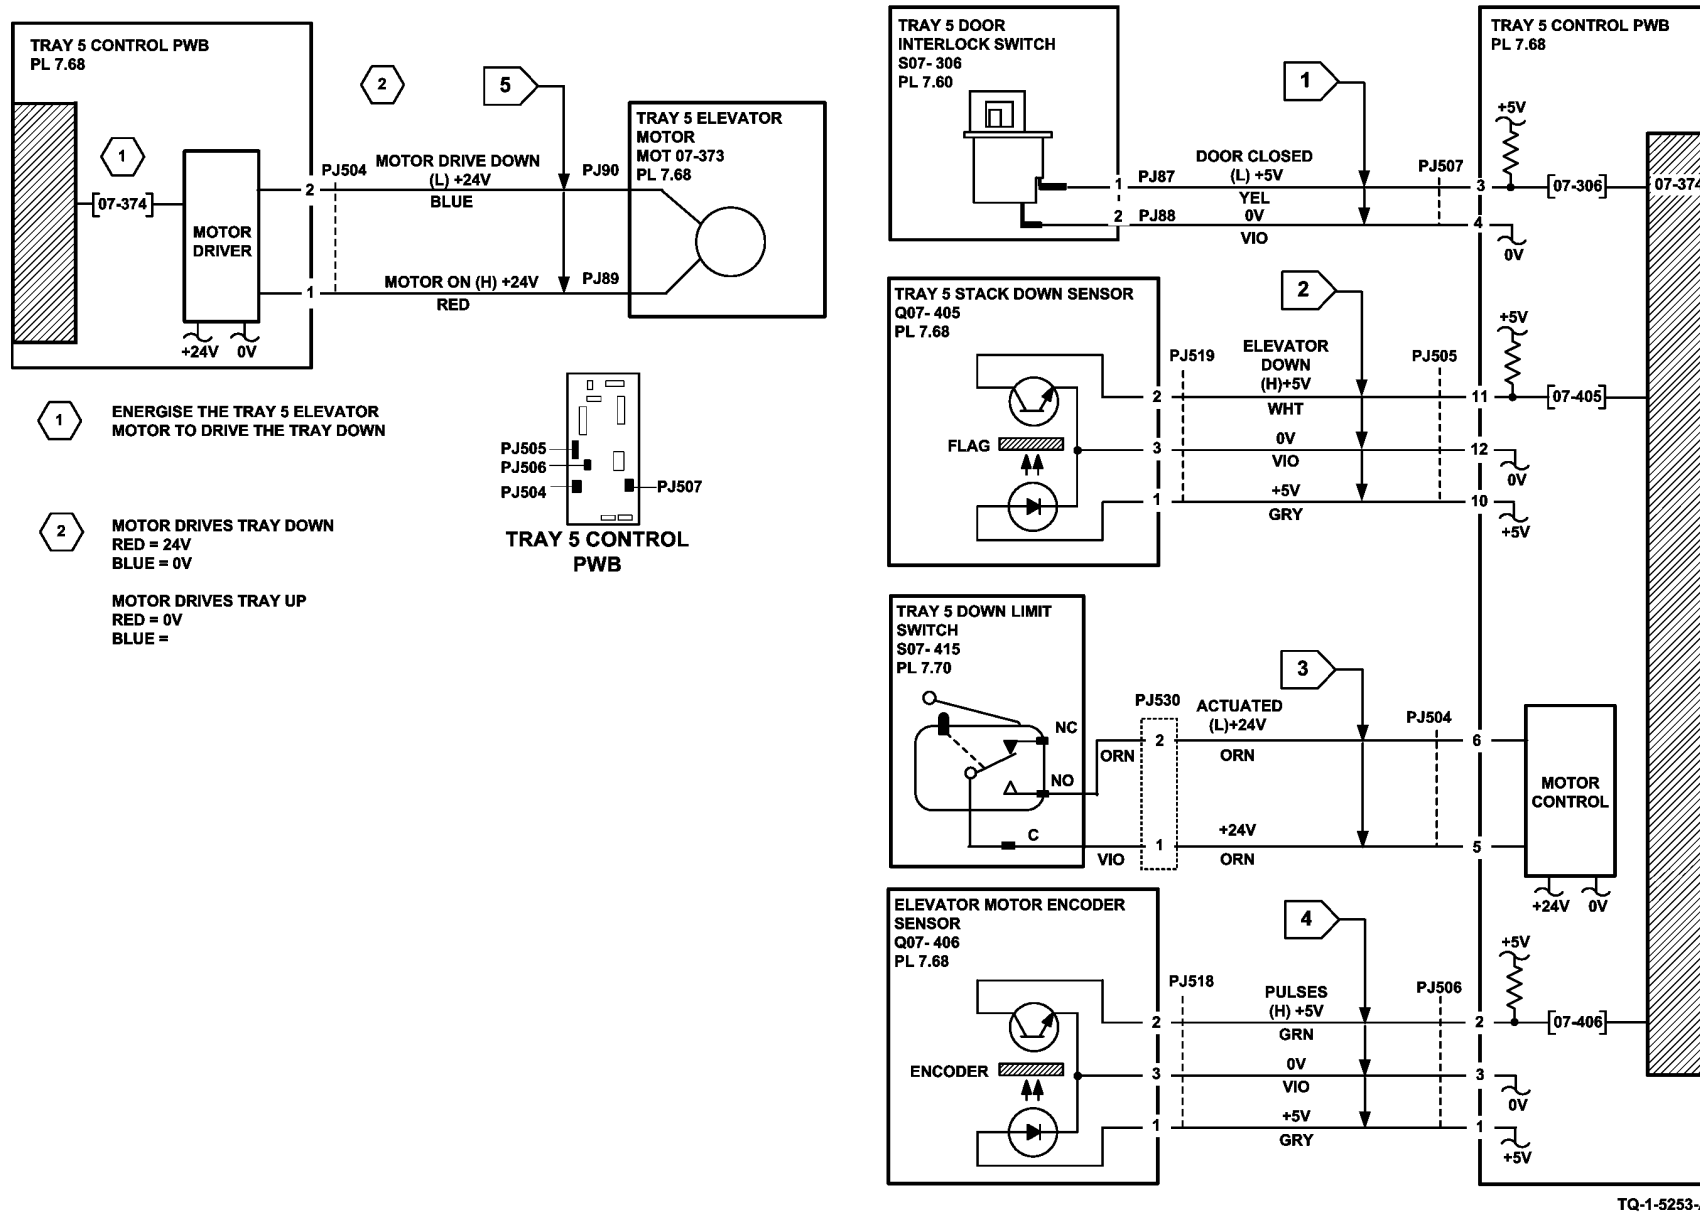 TRAY 5 CONTROL PWB
PL 7.68
1
[07-374]
MOTOR
DRIVER
+24V
0V
2
5
PJ504
2
MOTOR DRIVE DOWN
(L) +24V
BLUE
PJ90
1
MOTOR ON (H) +24V
RED
PJ89
TRAY 5 ELEVATOR
MOTOR
MOT 07-373
PL 7.68
1
ENERGISE THE TRAY 5 ELEVATOR
MOTOR TO DRIVE THE TRAY DOWN
2
MOTOR DRIVES TRAY DOWN
RED = 24V
BLUE = 0V
MOTOR DRIVES TRAY UP
RED = 0V
BLUE =
PJ505
PJ506
PJ504
PJ507
TRAY 5 CONTROL
PWB
TRAY 5 DOOR
INTERLOCK SWITCH
S07- 306
PL 7.60
1
1
PJ87
DOOR CLOSED
(L) +5V
YEL
PJ507
3
2
PJ88
0V
VIO
4
TRAY 5 CONTROL PWB
PL 7.68
+5V
[07-306]
07-374
0V
TRAY 5 STACK DOWN SENSOR
Q07- 405
PL 7.68
FLAG
2
PJ519
ELEVATOR
DOWN
(H)+5V
WHT
PJ505
2
11
+5V
[07-405]
3
0V
VIO
12
0V
1
+5V
GRY
10
+5V
TRAY 5 DOWN LIMIT
SWITCH
S07- 415
PL 7.70
NC
NO
C
3
PJ530
ORN
2
ACTUATED
(L)+24V
ORN
PJ504
6
VIO
1
+24V
ORN
5
MOTOR
CONTROL
+24V
0V
ELEVATOR MOTOR ENCODER
SENSOR
Q07- 406
PL 7.68
ENCODER
4
PJ518
PULSES
(H) +5V
GRN
PJ506
2
2
+5V
[07-406]
3
0V
VIO
3
0V
1
+5V
GRY
1
+5V
TQ-1-5253-